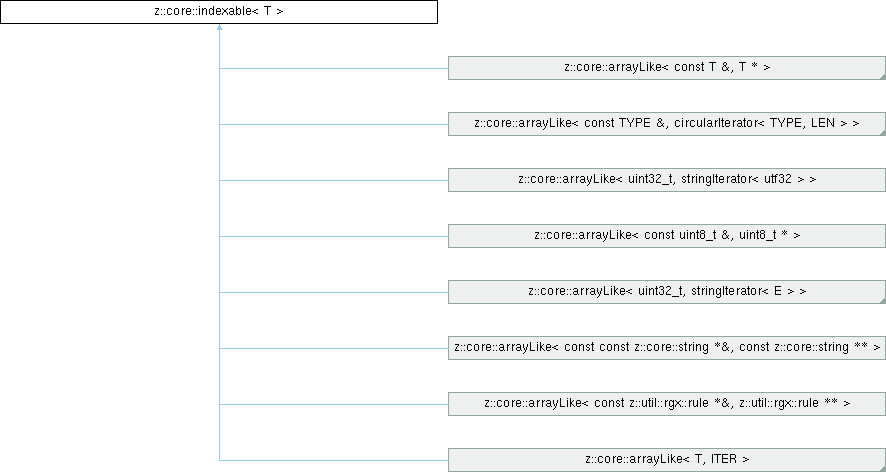 z::core::indexable< T >
z::core::arrayLike< const T &, T * >
z::core::arrayLike< const TYPE &, circularIterator< TYPE, LEN > >
z::core::arrayLike< uint32_t, stringIterator< utf32 > >
z::core::arrayLike< const uint8_t &, uint8_t * >
z::core::arrayLike< uint32_t, stringIterator< E > >
z::core::arrayLike< const const z::core::string *&, const z::core::string ** >
z::core::arrayLike< const z::util::rgx::rule *&, z::util::rgx::rule ** >
z::core::arrayLike< T, ITER >